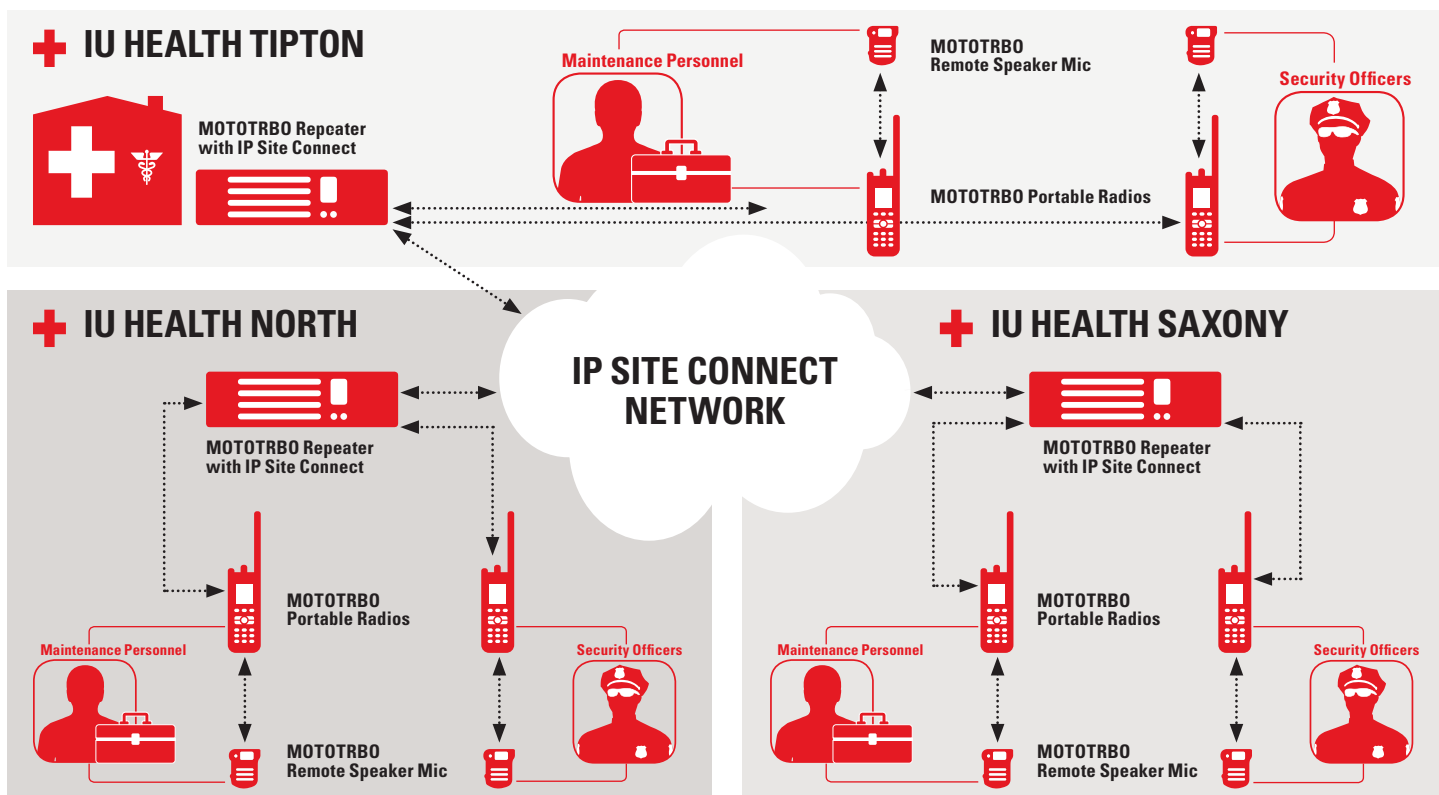 IU HEALTH TIPTON
MOTOTRBO Repeater
with IP Site Connect
Maintenance Personnel
MOTOTRBO
Remote Speaker Mic
Security Officers
MOTOTRBO Portable Radios
IU HEALTH NORTH
MOTOTRBO Repeater
with IP Site Connect
MOTOTRBO
Portable Radios
Maintenance Personnel
Security Officers
MOTOTRBO
Remote Speaker Mic
IP SITE CONNECT
NETWORK
IU HEALTH SAXONY
MOTOTRBO Repeater
with IP Site Connect
MOTOTRBO
Portable Radios
Maintenance Personnel
Security Officers
MOTOTRBO
Remote Speaker Mic